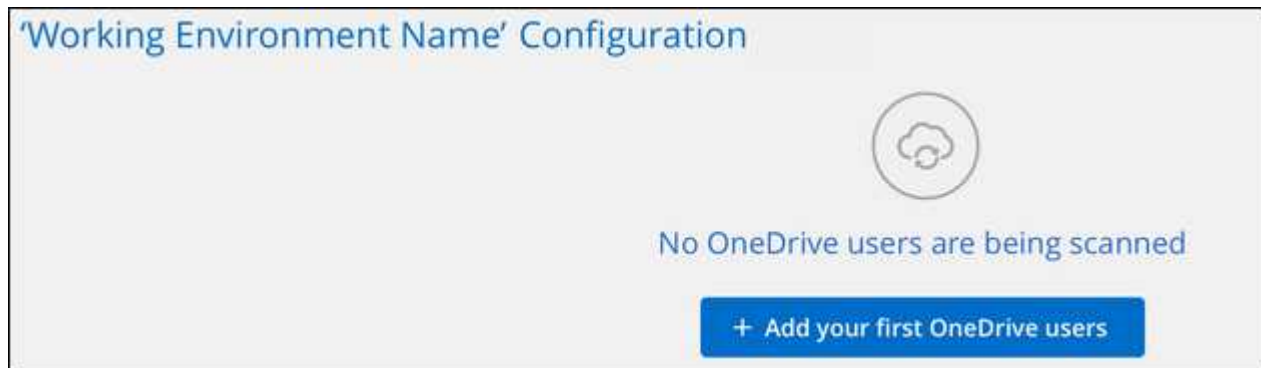 ‘Working Environment Name’ Configuration
No OneDrive users are being scanned
+ Add your first OneDrive users